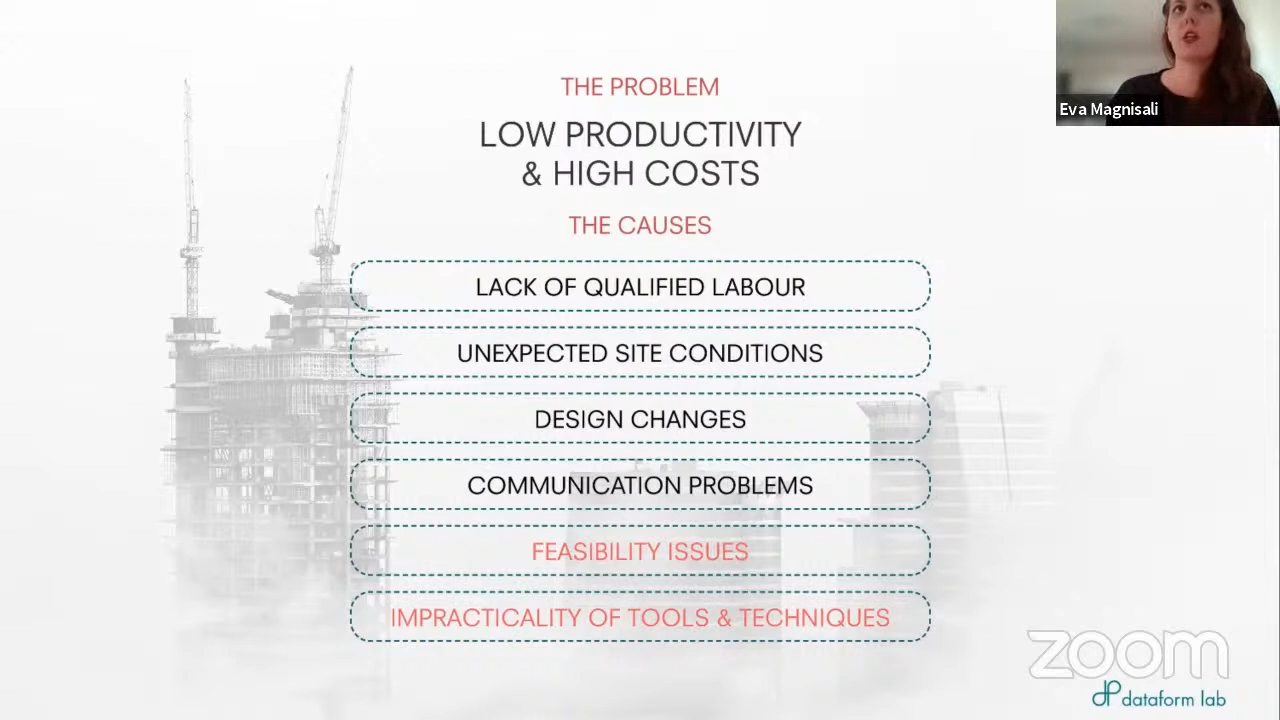 THE PROBLEM
LOW PRODUCTIVITY
& HIGH COSTS
THE CAUSES
LACK OF QUALIFIED LABOUR
UNEXPECTED SITE CONDITIONS
DESIGN CHANGES
COMMUNICATION PROBLEMS
FEASIBILITY ISSUES
IMPRACTICALITY OF TOOLS & TECHNIQUES
Eva Magnisali
zoom
dataform lab